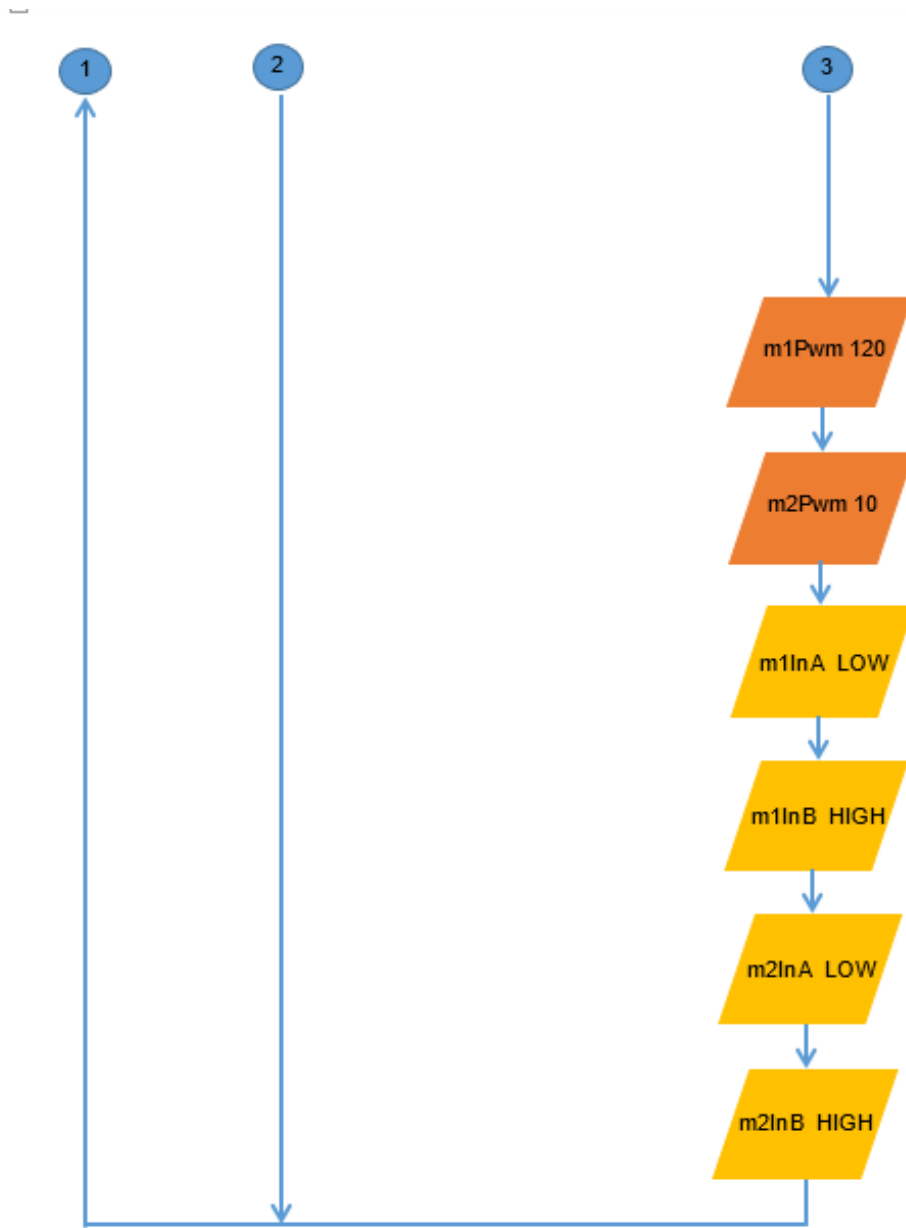 1
2
3
m1Pwm 120
m2Pwm 10
m1InA  LOW
m1InB  HIGH
m2InA  LOW
m2InB  HIGH